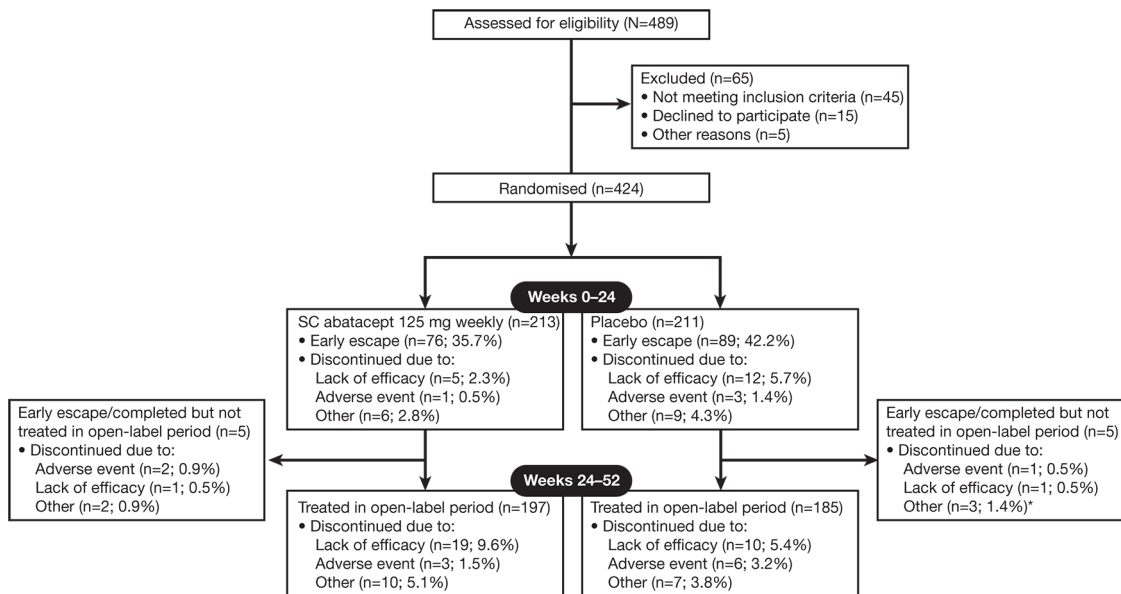 Assessed for eligibility (N=489)
Excluded (n=65)
• Not meeting inclusion criteria (n=45)
• Declined to participate (n=15)
• Other reasons (n=5)
Randomised (n=424)
Weeks 0–24
SC abatacept 125 mg weekly (n=213)
• Early escape (n=76; 35.7%)
• Discontinued due to:
Lack of efficacy (n=5; 2.3%)
Adverse event (n=1; 0.5%)
Other (n=6; 2.8%)
Placebo (n=211)
• Early escape (n=89; 42.2%)
• Discontinued due to:
Lack of efficacy (n=12; 5.7%)
Adverse event (n=3; 1.4%)
Other (n=9; 4.3%)
Early escape/completed but not
treated in open-label period (n=5)
• Discontinued due to:
Adverse event (n=2; 0.9%)
Lack of efficacy (n=1; 0.5%)
Other (n=2; 0.9%)
Early escape/completed but not
treated in open-label period (n=5)
• Discontinued due to:
Adverse event (n=1; 0.5%)
Lack of efficacy (n=1; 0.5%)
Other (n=3; 1.4%)*
Weeks 24–52
Treated in open-label period (n=197)
• Discontinued due to:
Lack of efficacy (n=19; 9.6%)
Adverse event (n=3; 1.5%)
Other (n=10; 5.1%)
Treated in open-label period (n=185)
• Discontinued due to:
Lack of efficacy (n=10; 5.4%)
Adverse event (n=6; 3.2%)
Other (n=7; 3.8%)